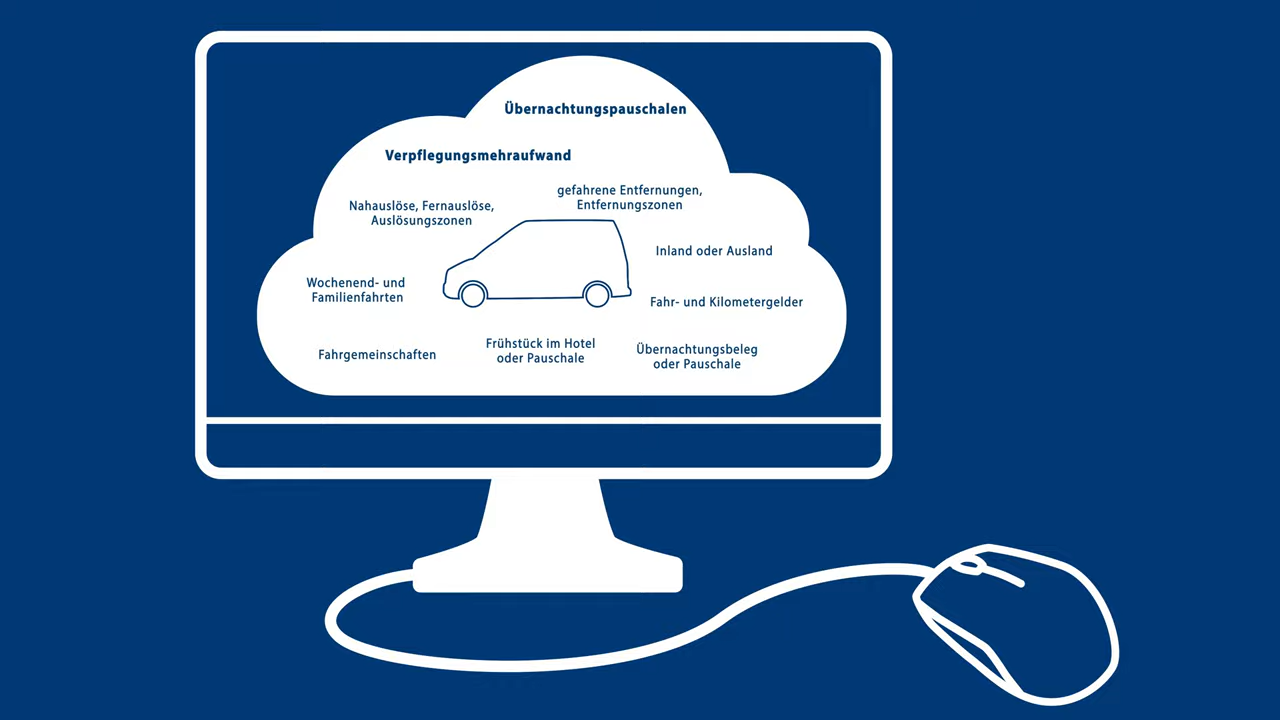 Übernachtungspauschalen
Verpflegungsmehraufwand
gefahrene Entfernungen,
Entfernungszonen
Nahauslöse, Fernauslöse,
Auslösungszonen
Inland oder Ausland
Wochenend- und
Familienfahrten
Fahr- und Kilometergelder
Fahrgemeinschaften
Frühstück im Hotel
oder Pauschale
Übernachtungsbeleg
oder Pauschale